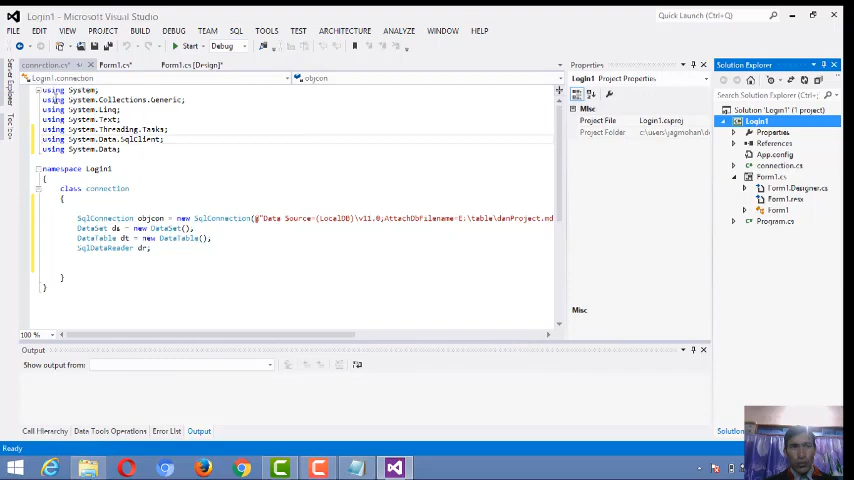 Login1 - Microsoft Visual Studio
Quick Launch (Ctrl+Q)
FILE EDIT VIEW PROJECT BUILD DEBUG TEAM SQL TOOLS TEST ARCHITECTURE ANALYZE WINDOW HELP
Start Debug
connection.cs* Form1.cs* Form1.cs [Design]*
Login1.connection objcon
Server Explorer
Toolbox
using System;
using System.Collections.Generic;
using System.Linq;
using System.Text;
using System.Threading.Tasks;
using System.Data.SqlClient;
using System.Data;
namespace Login1
{
class connection
{
SqlConnection objcon = new SqlConnection(@"Data Source=(LocalDB)\v11.0;AttachDbFilename=E:\table\danProject.md
DataSet ds = new DataSet();
DataTable dt = new DataTable();
SqlDataReader dr;
}
}
100 %
Properties
Login1 Project Properties
Misc
Project File Login1.csproj
Project Folder c:\users\jagmohan
Misc
Solution Explorer
Search Solution Explorer (Ctrl+;)
Solution 'Login1' (1 project)
Login1
Properties
References
App.config
connection.cs
Form1.cs
Form1.Designer.cs
Form1.resx
Form1
Program.cs
Output
Show output from:
Call Hierarchy Data Tools Operations Error List Output
Ready